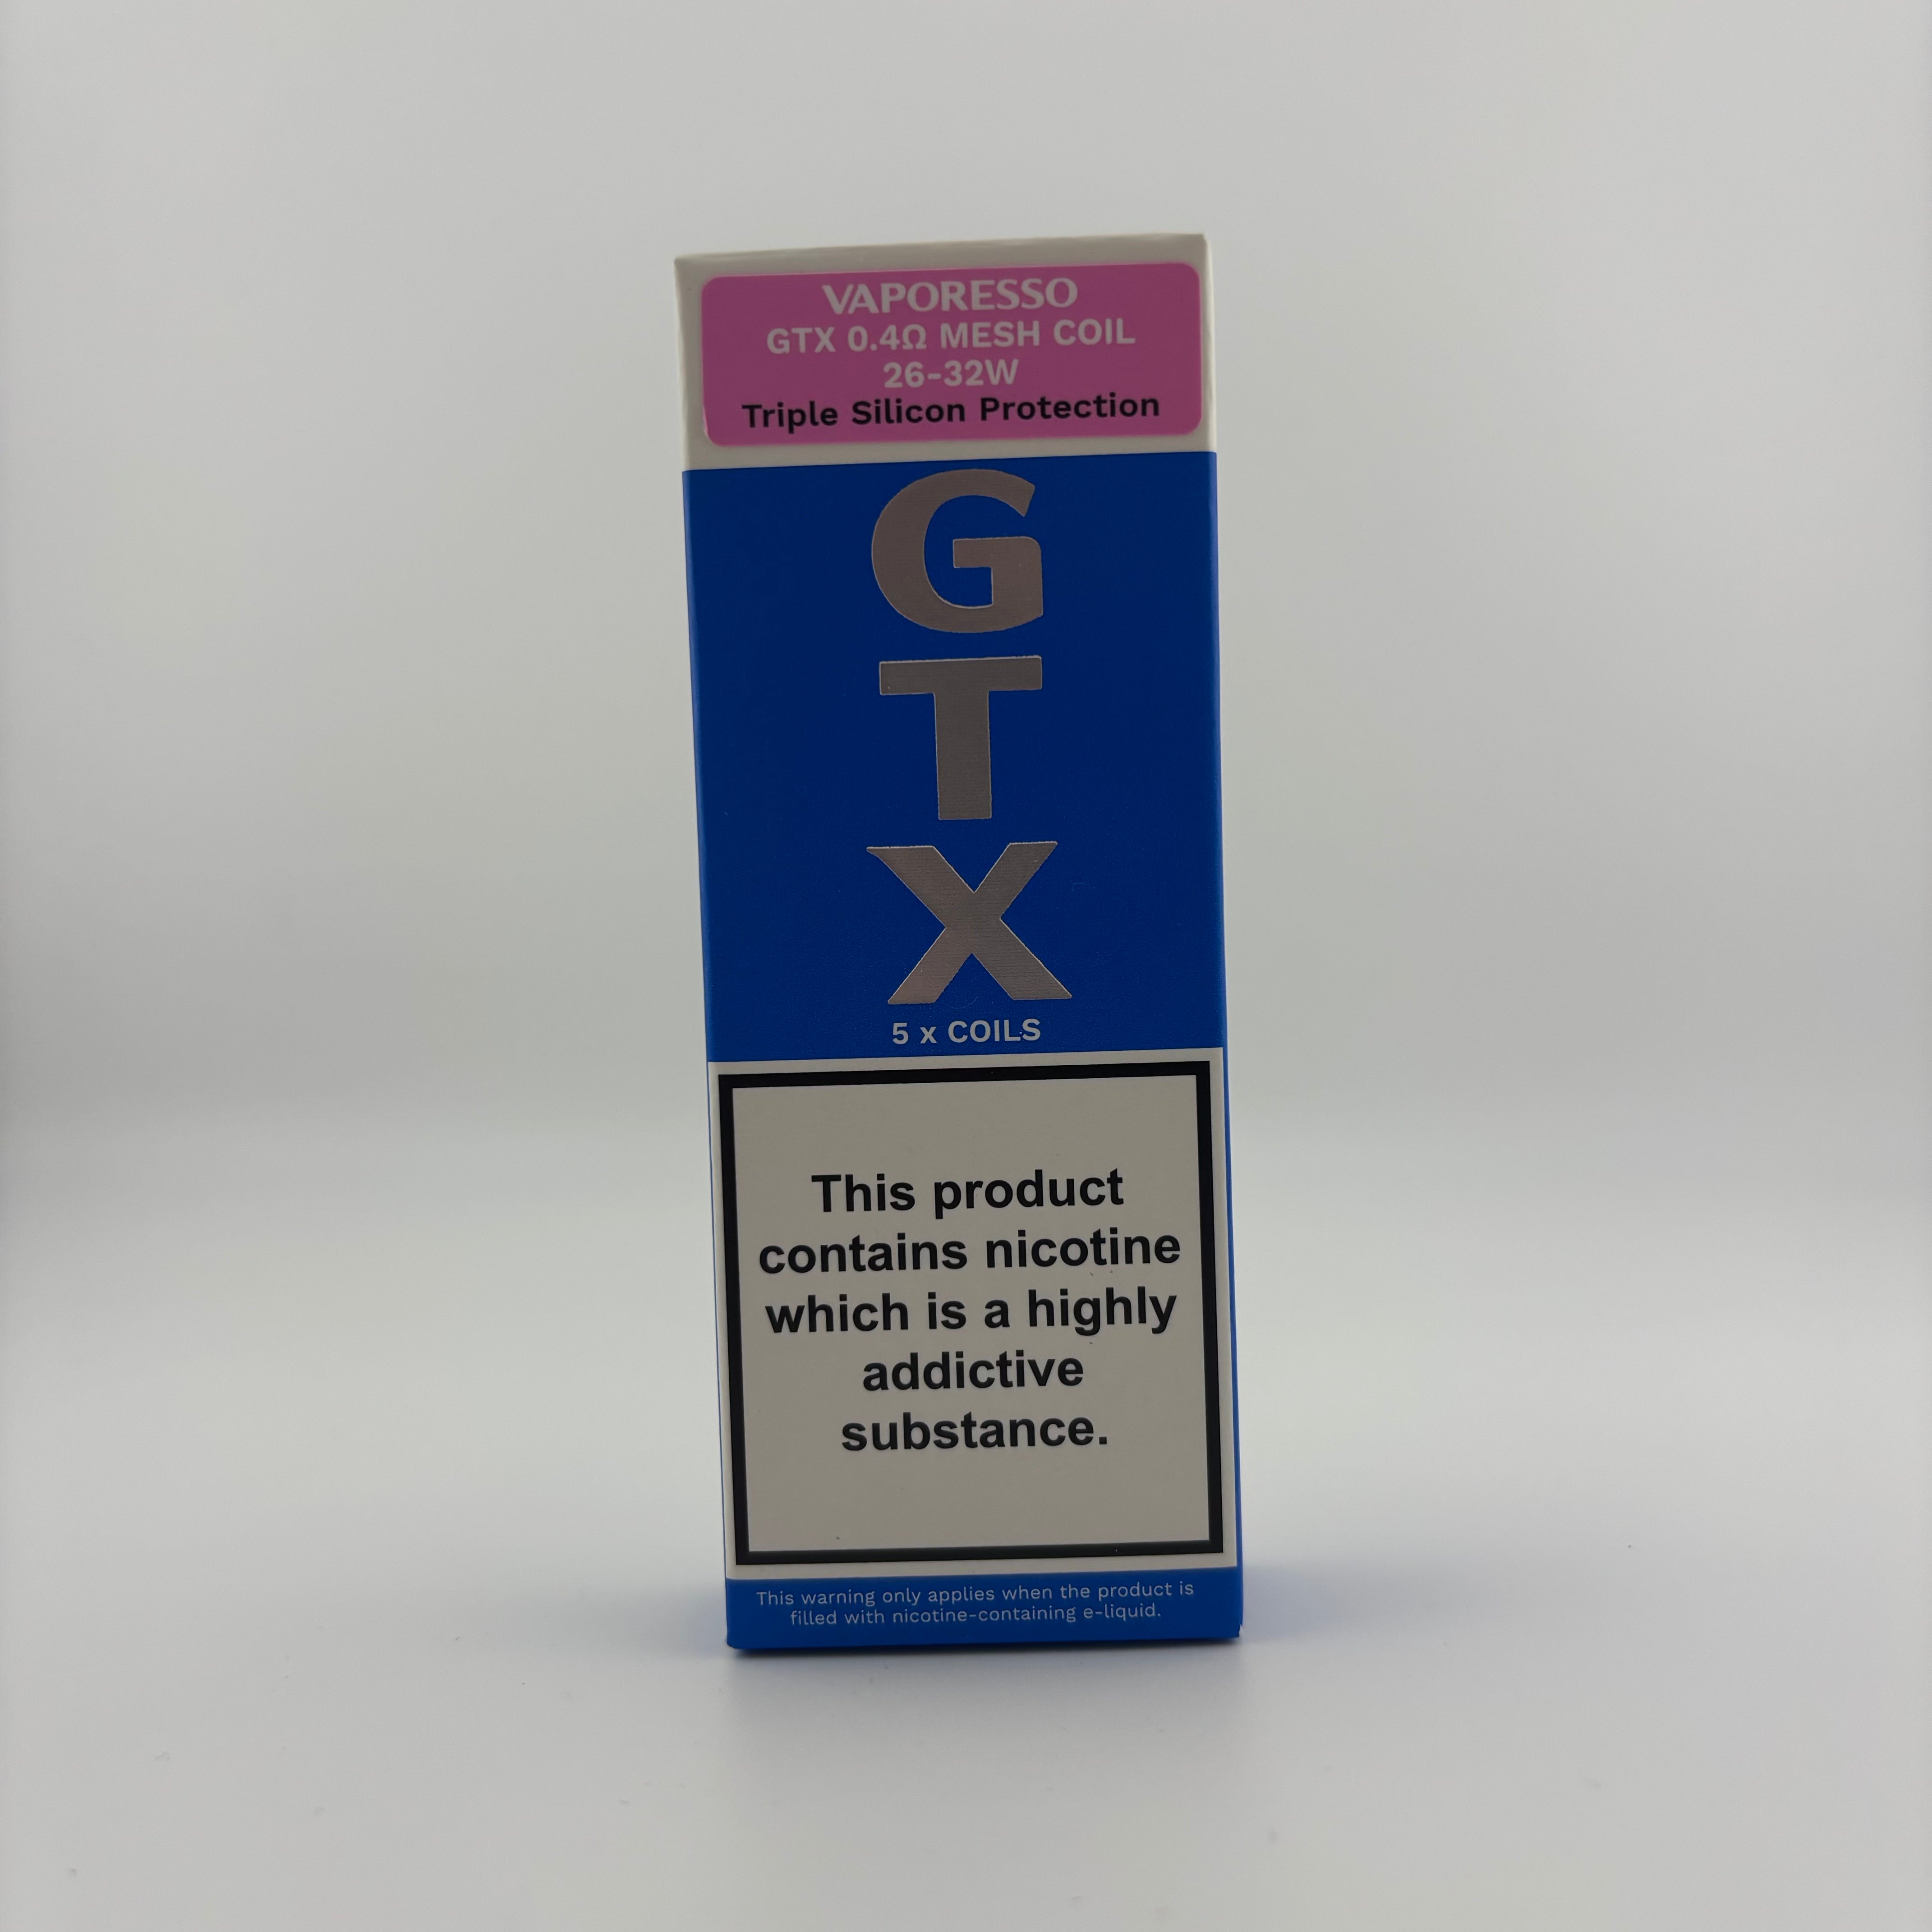 VAPORESSO
GTX 0.4Ω MESH COIL
26-32W
Triple Silicon Protection
G
T
X
5 x COILS
This product
contains nicotine
which is a highly
addictive
substance.
This warning only applies when the product is
filled with nicotine-containing e-liquid.